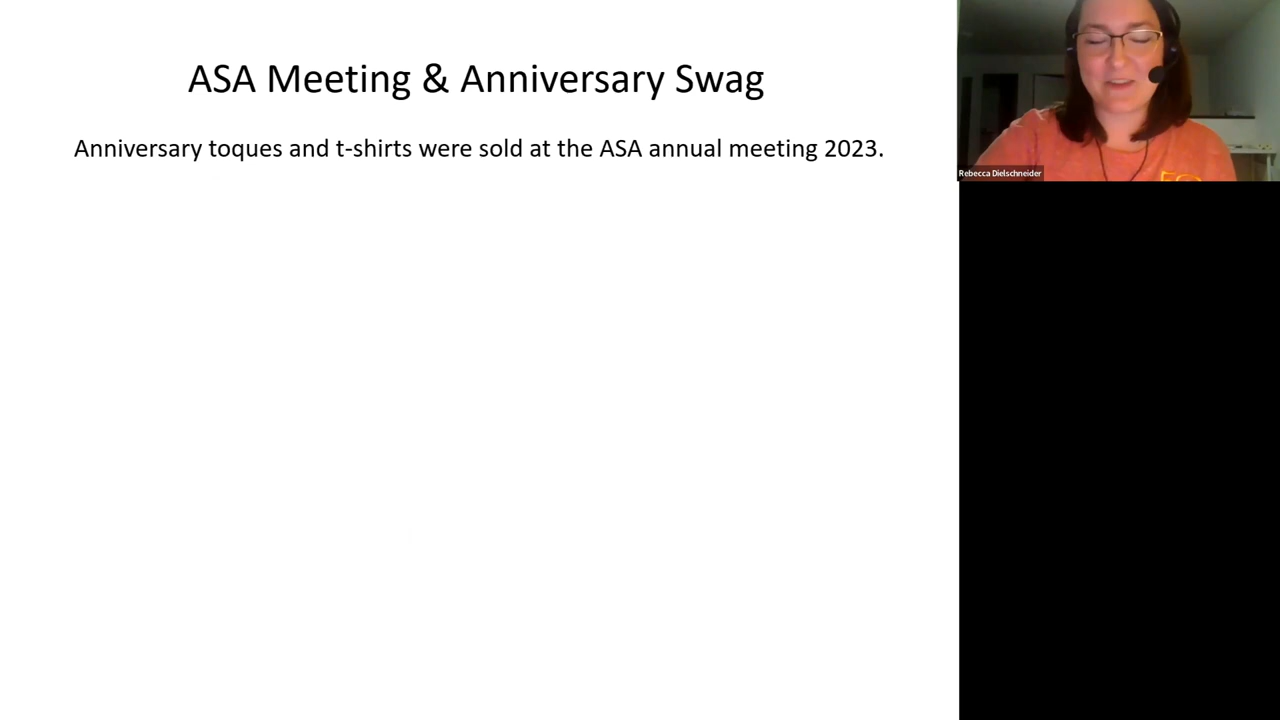 ASA Meeting & Anniversary Swag
Anniversary toques and t-shirts were sold at the ASA annual meeting 2023.
Rebecca Dielschneider